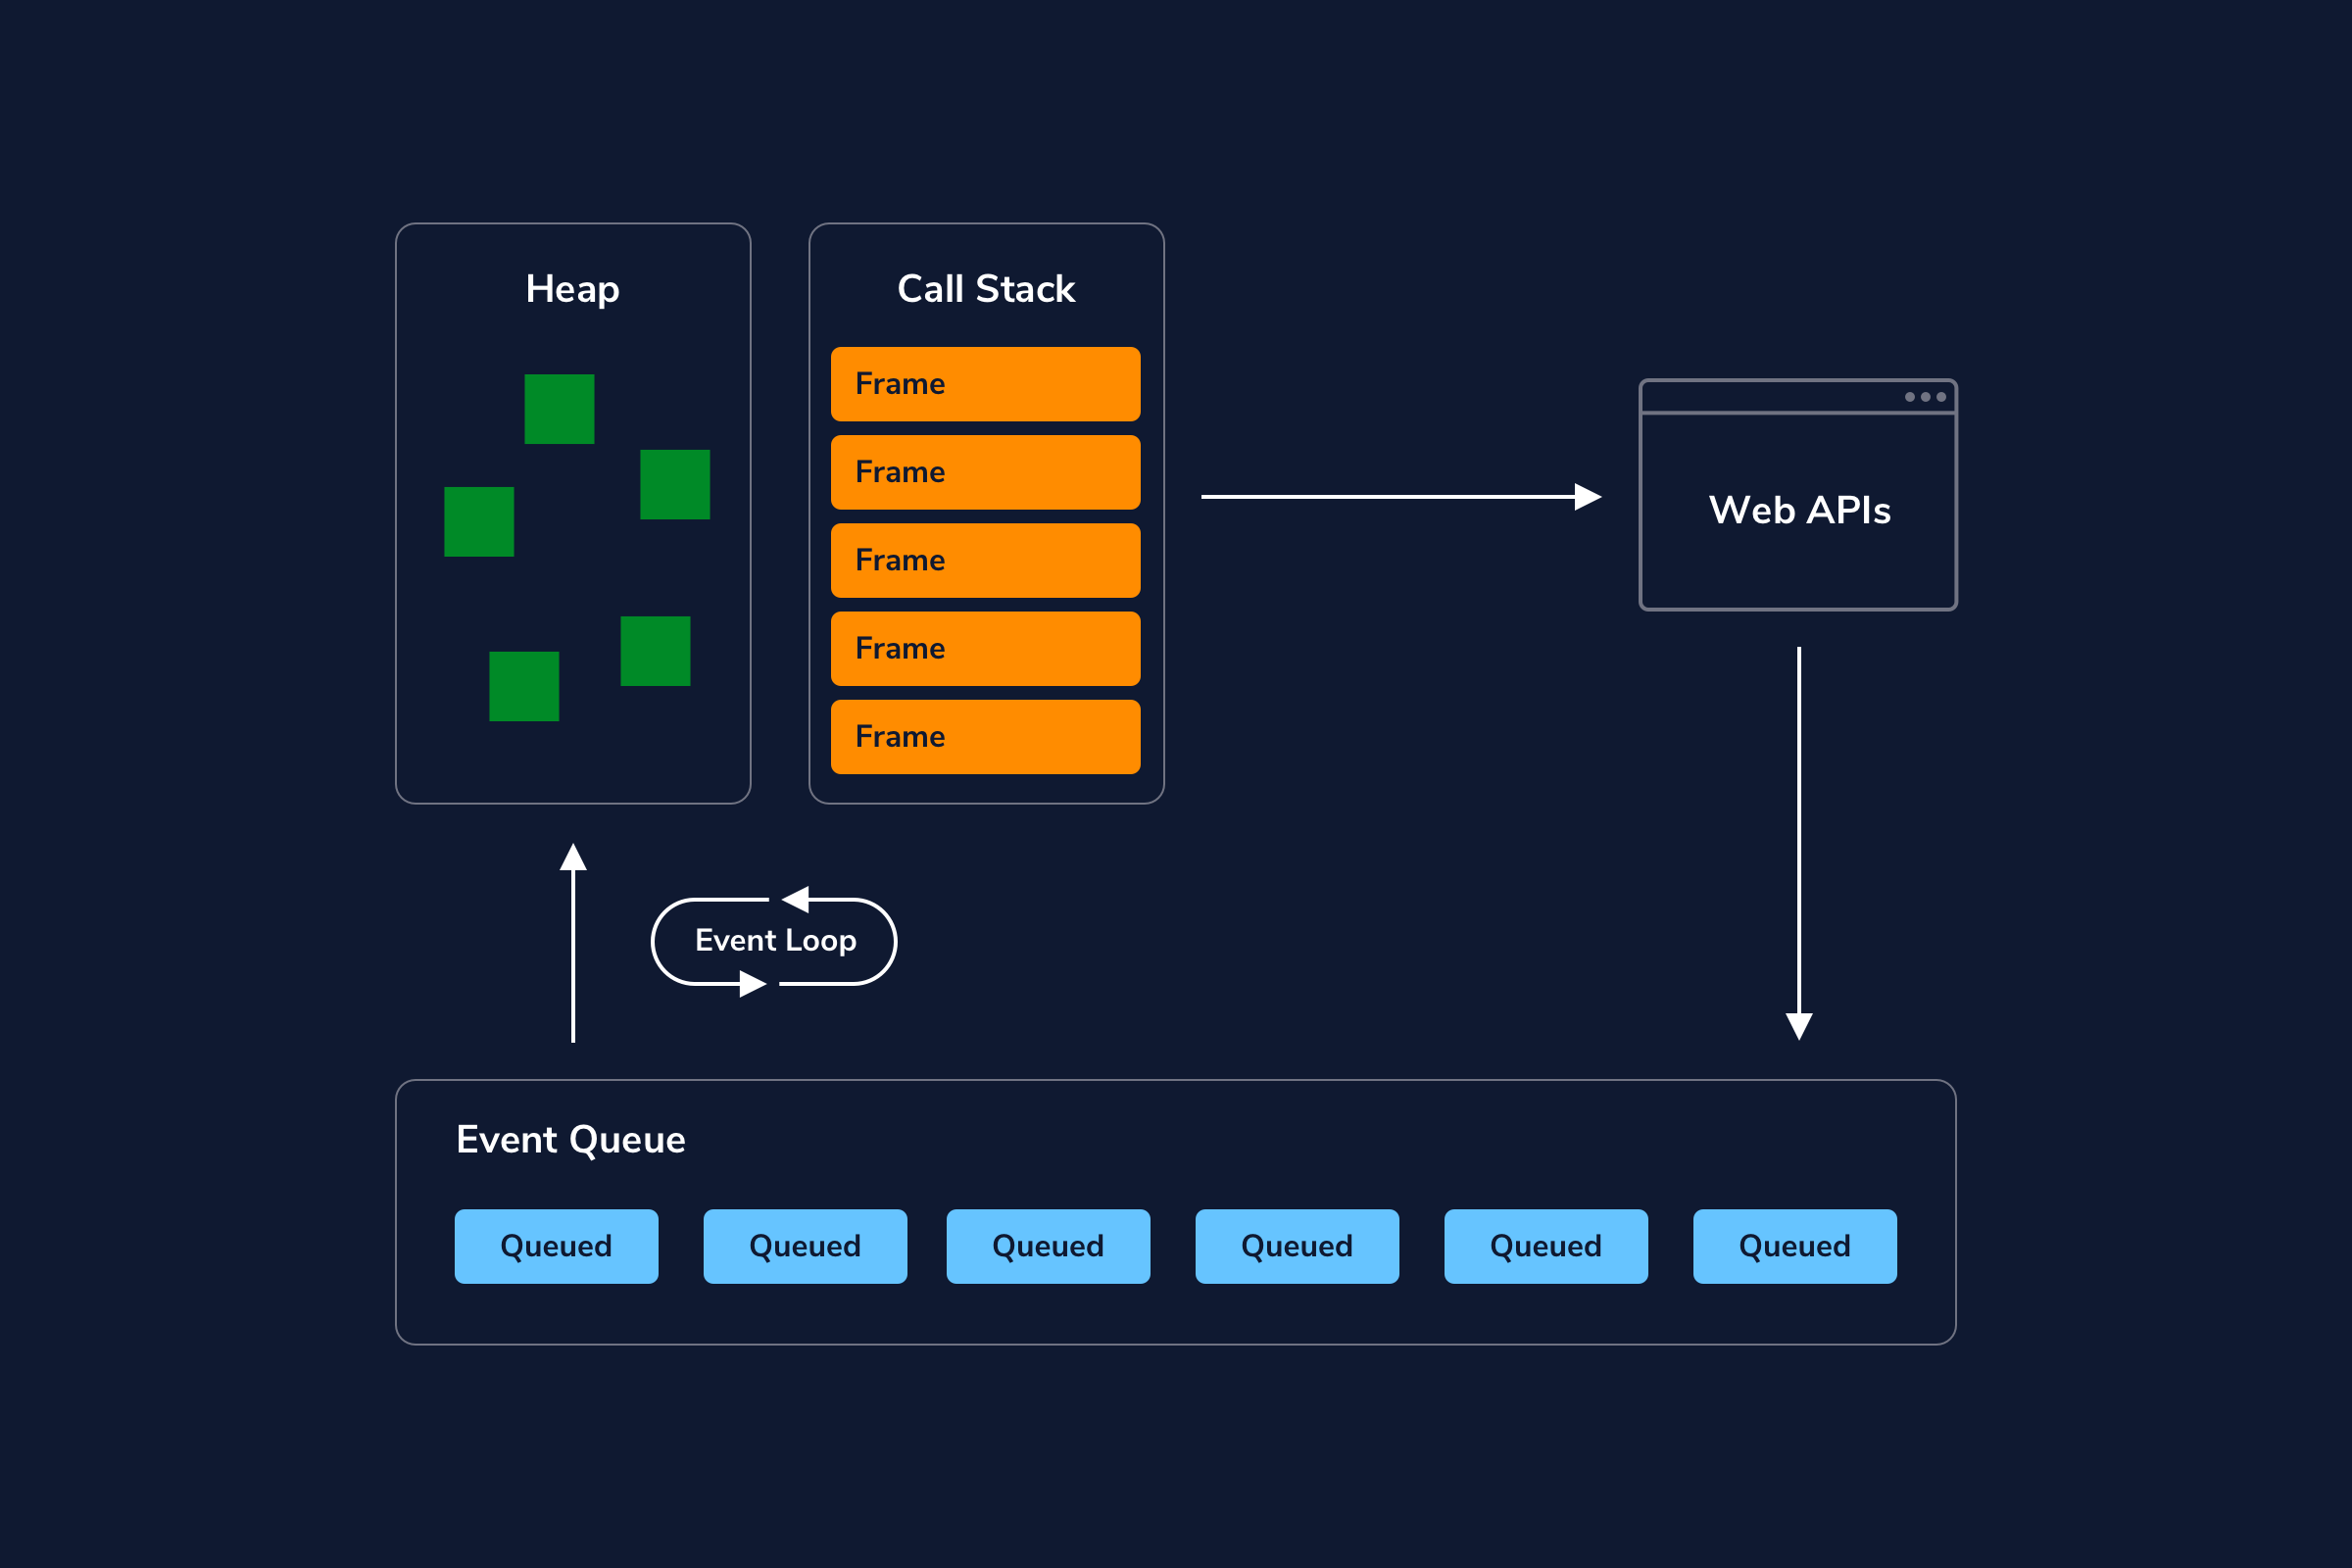 Heap
Call Stack
Frame
Frame
Frame
Frame
Frame
Web APIs
Event Loop
Event Queue
Queued
Queued
Queued
Queued
Queued
Queued